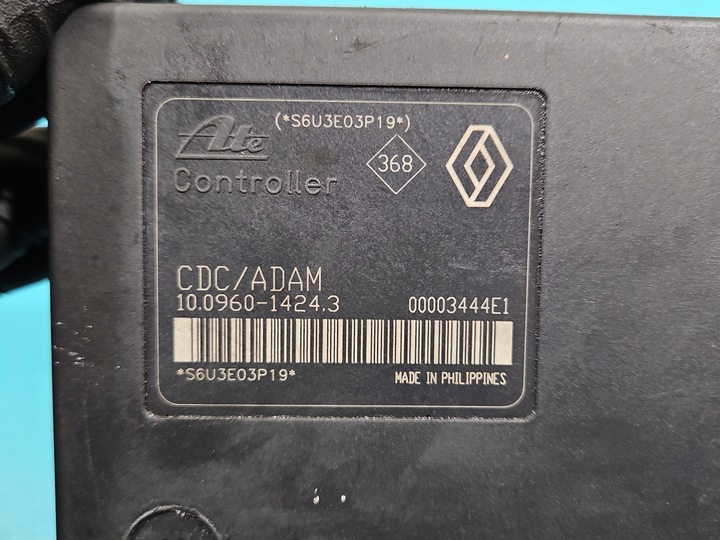 (*S6U3E03P19*)
Ate
368
Controller
CDC/ADAM
10.0960-1424.3 00003444E1
*S6U3E03P19*
MADE IN PHILIPPINES